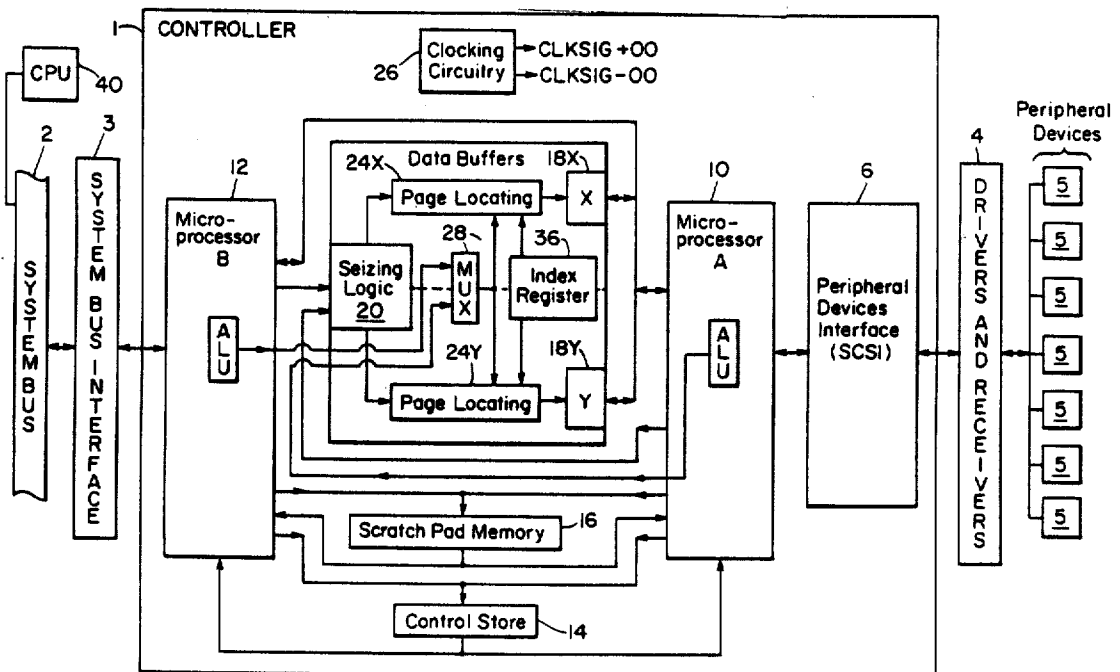 1
CONTROLLER
CPU
40
26
Clocking
Circuitry
CLKSIG+00
CLKSIG-00
2
SYSTEM BUS
3
SYSTEM BUS INTERFACE
12
Micro-
processor
B
ALU
Data Buffers
24X
Page Locating
18X
X
Seizing
Logic
20
28
MUX
36
Index
Register
24Y
Page Locating
18Y
Y
10
Micro-
processor
A
ALU
6
Peripheral
Devices
Interface
(SCSI)
4
DRIVERS AND RECEIVERS
Peripheral
Devices
5
5
5
5
5
5
5
Scratch Pad Memory
16
Control Store
14